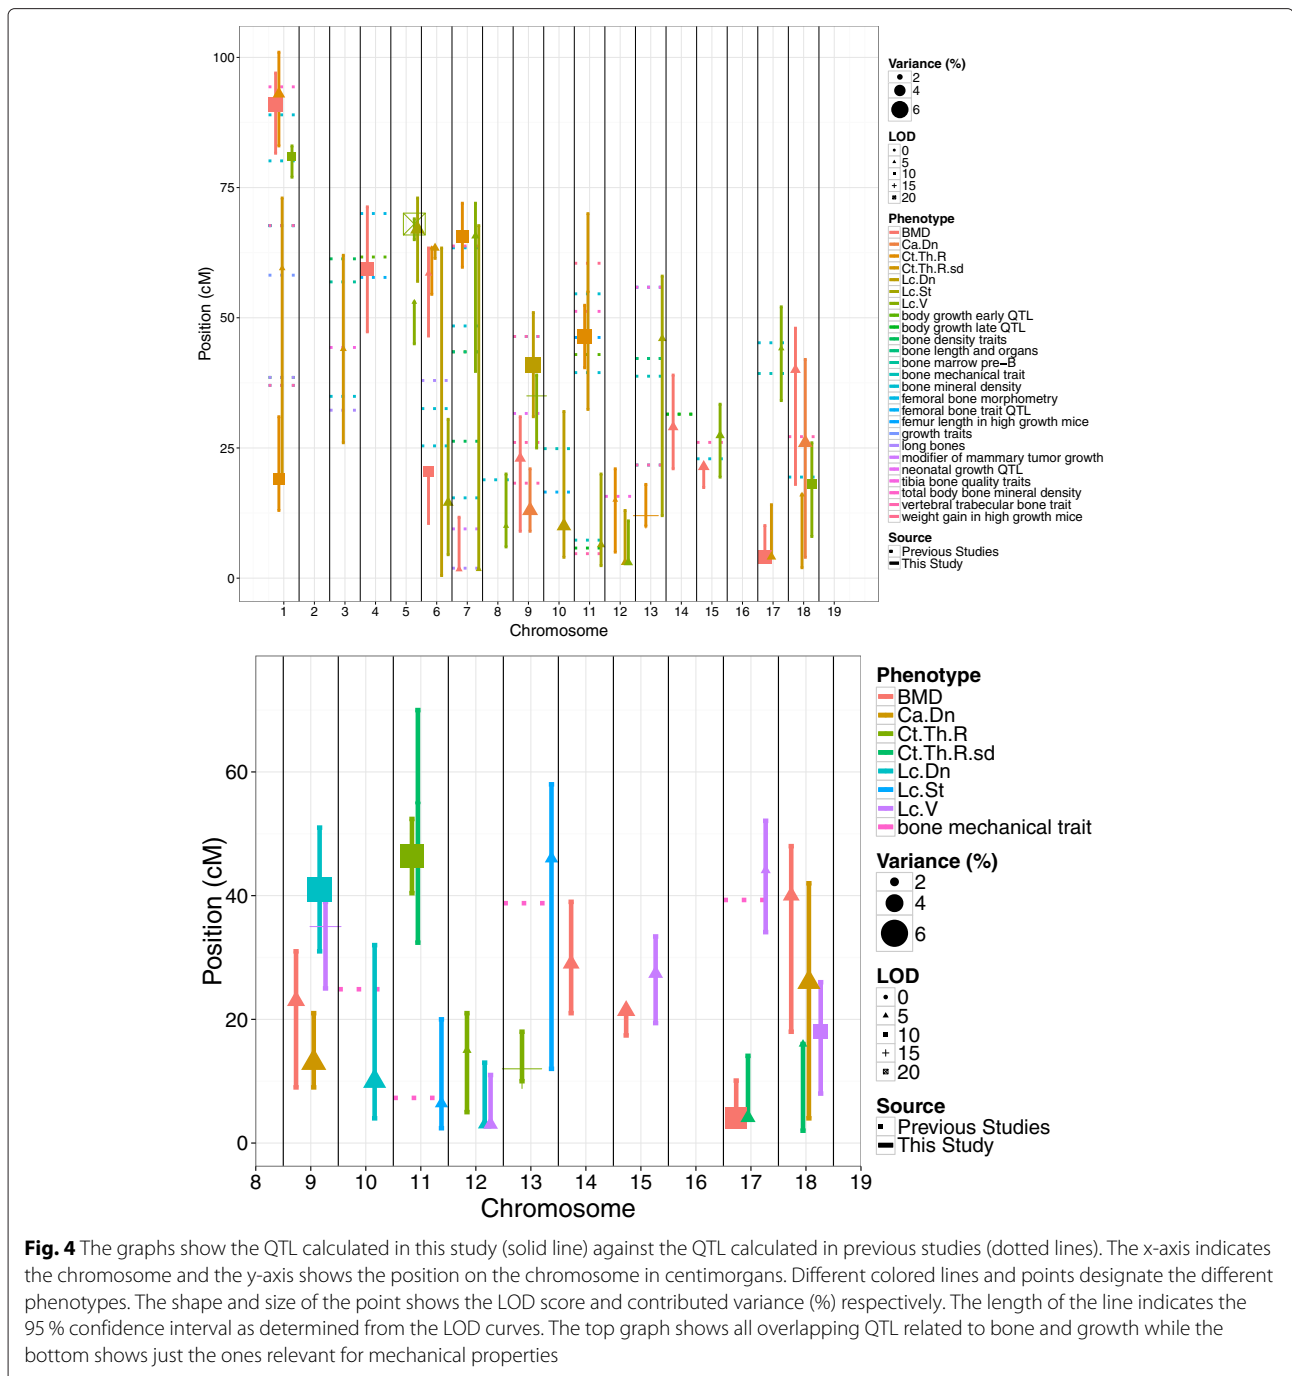 100
75
50
25
0
Position (cM)
1 2 3 4 5 6 7 8 9 10 11 12 13 14 15 16 17 18 19
Chromosome
Variance (%)
2
4
6
LOD
0
5
10
15
20
Phenotype
BMD
Ca.Dn
Ct.Th.R
Ct.Th.R.sd
Lc.Dn
Lc.St
Lc.V
body growth early QTL
body growth late QTL
bone density traits
bone length and organs
bone marrow pre−B
bone mechanical trait
bone mineral density
femoral bone morphometry
femoral bone trait QTL
femur length in high growth mice
growth traits
long bones
modifier of mammary tumor growth
neonatal growth QTL
tibia bone quality traits
total body bone mineral density
vertebral trabecular bone trait
weight gain in high growth mice
Source
Previous Studies
This Study
60
40
20
0
Position (cM)
8 9 10 11 12 13 14 15 16 17 18 19
Chromosome
Phenotype
BMD
Ca.Dn
Ct.Th.R
Ct.Th.R.sd
Lc.Dn
Lc.St
Lc.V
bone mechanical trait
Variance (%)
2
4
6
LOD
0
5
10
15
20
Source
Previous Studies
This Study
Fig. 4 The graphs show the QTL calculated in this study (solid line) against the QTL calculated in previous studies (dotted lines). The x-axis indicates
the chromosome and the y-axis shows the position on the chromosome in centimorgans. Different colored lines and points designate the different
phenotypes. The shape and size of the point shows the LOD score and contributed variance (%) respectively. The length of the line indicates the
95 % confidence interval as determined from the LOD curves. The top graph shows all overlapping QTL related to bone and growth while the
bottom shows just the ones relevant for mechanical properties